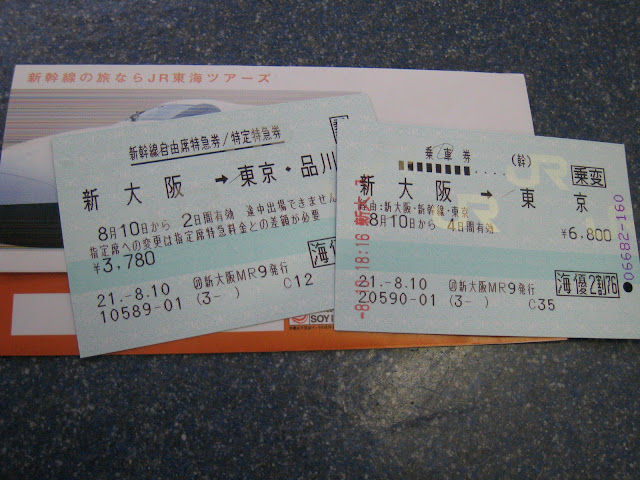 新幹線の旅ならJR東海ツアーズ
新幹線自由席特急券/特定特急券
新大阪 → 東京・品川
8月10日から 2日間有効 途中出場できません
指定席への変更は指定席特急料金との差額が必要
¥3,780
海
21.-8.10 ㊞新大阪MR9発行
10589-01 (3- ) C12
乗車券
(幹)
乗変
新大阪 → 東京
経由:新大阪・新幹線・東京
8月10日から 4日間有効 ¥6,800
海優2割76
21.-8.10 新大阪MR9発行
20590-01 (3- ) C35
06682-160
JR
JR
SOY